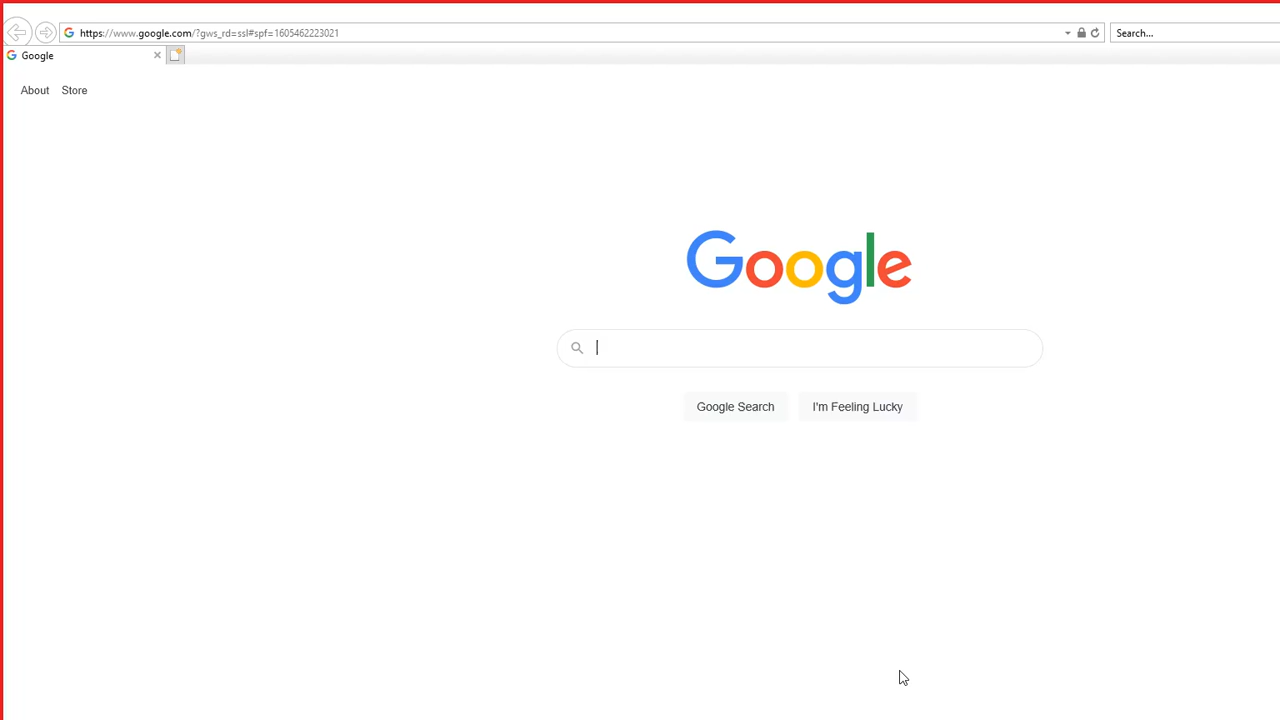 https://www.google.com/?gws_rd=ssl#spf=1605462223021
Search...
Google
About Store
Google
Google Search
I'm Feeling Lucky